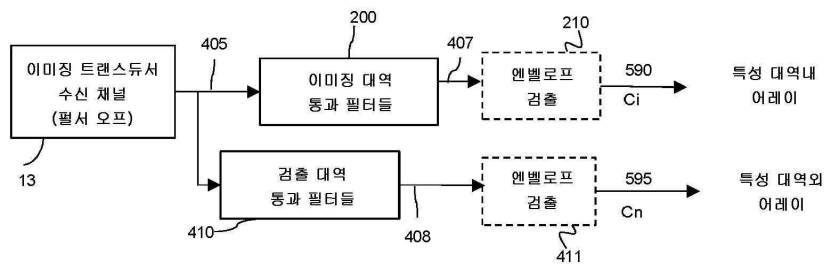 이미징 트랜스듀서
수신 채널
(펄서 오프)
13
405
200
이미징 대역
통과 필터들
407
210
엔벨로프
검출
590
Ci
특성 대역내
어레이
검출 대역
통과 필터들
410
408
엔벨로프
검출
411
595
Cn
특성 대역외
어레이